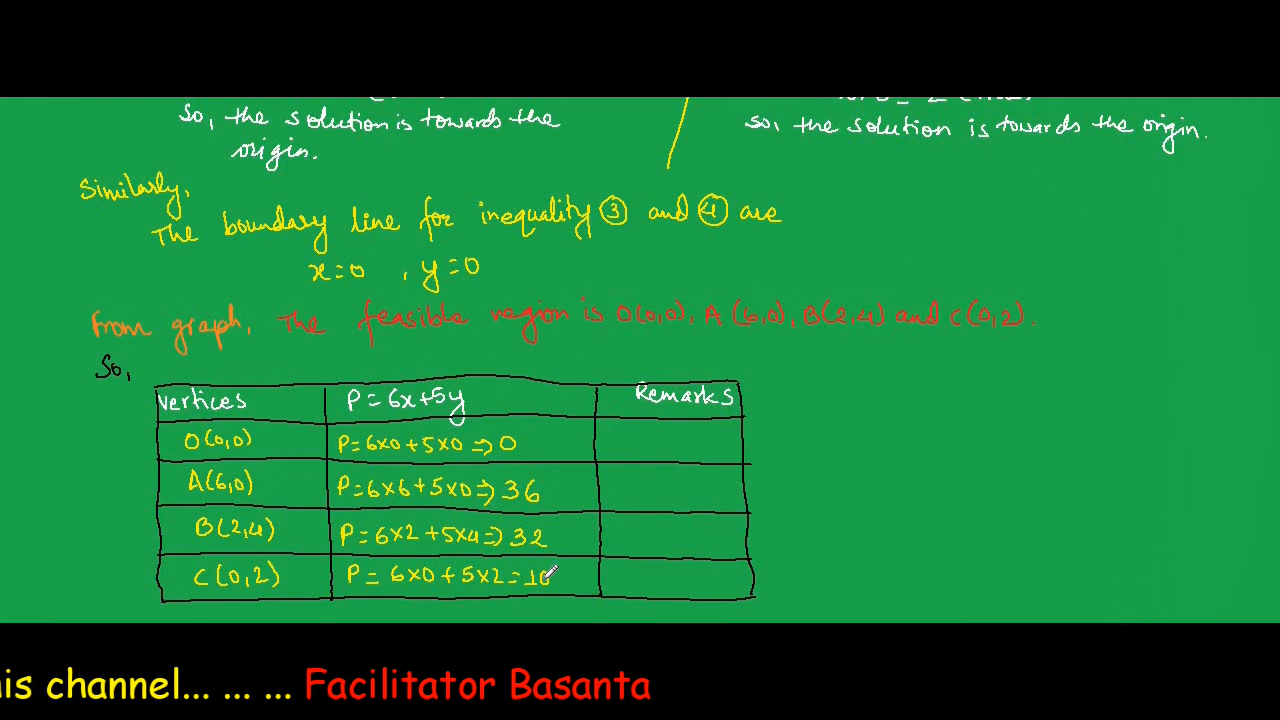 So, the solution is towards the
origin.
so, the solution is towards the origin.
Similarly,
The boundary line for inequality ③ and ④ are
x=0 , y=0
From graph, The feasible region is O(0,0), A(6,0), B(2,4) and C(0,2).
So,
vertices P = 6x+5y Remarks
O(0,0) P=6×0+5×0 => 0
A(6,0) P=6×6+5×0=> 36
B(2,4) P=6×2+5×4=> 32
C(0,2) P= 6×0+5×2=10
his channel... ... ... Facilitator Basanta